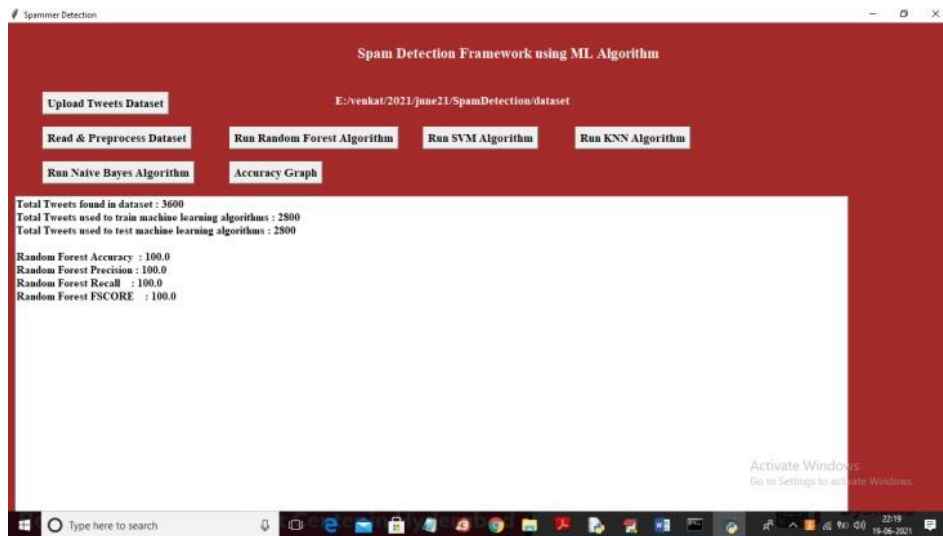 Spammer Detection
Spam Detection Framework using ML Algorithm
Upload Tweets Dataset
E:/venkat/2021/june21/SpamDetection/dataset
Read & Preprocess Dataset
Run Random Forest Algorithm
Run SVM Algorithm
Run KNN Algorithm
Run Naive Bayes Algorithm
Accuracy Graph
Total Tweets found in dataset : 3600
Total Tweets used to train machine learning algorithms : 2800
Total Tweets used to test machine learning algorithms : 2800
Random Forest Accuracy : 100.0
Random Forest Precision : 100.0
Random Forest Recall : 100.0
Random Forest FSCORE : 100.0
Activate Windows
Go to Settings to activate Windows.
Type here to search
22:19
19-06-2021